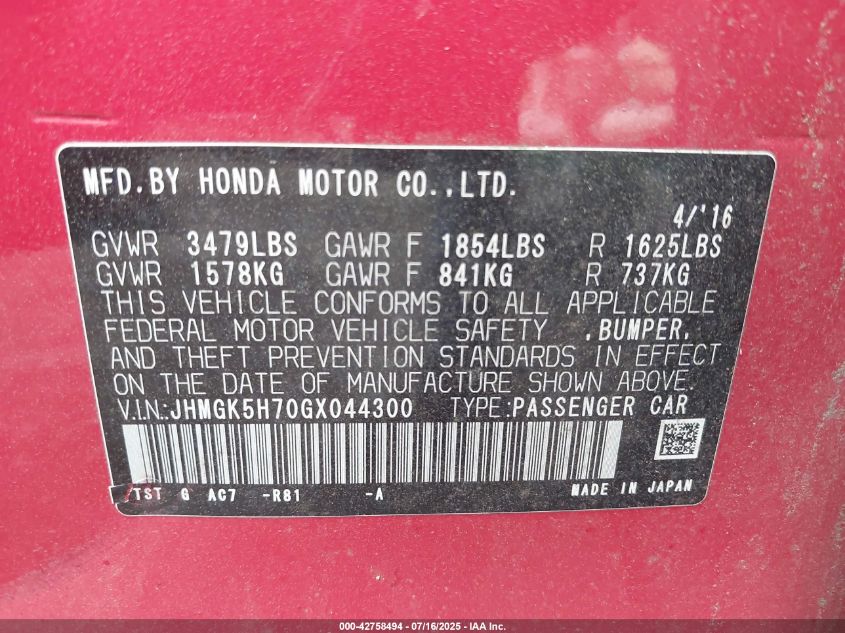 MFD.BY HONDA MOTOR CO.,LTD.
4/'16
GVWR 3479LBS GAWR F 1854LBS R 1625LBS
GVWR 1578KG GAWR F 841KG R 737KG
THIS VEHICLE CONFORMS TO ALL APPLICABLE
FEDERAL MOTOR VEHICLE SAFETY ,BUMPER,
AND THEFT PREVENTION STANDARDS IN EFFECT
ON THE DATE OF MANUFACTURE SHOWN ABOVE.
V.I.N.:JHMGK5H70GX044300 TYPE:PASSENGER CAR
/TST G AC7 -R81 -A MADE IN JAPAN
000-42758494 - 07/16/2025 - IAA Inc.